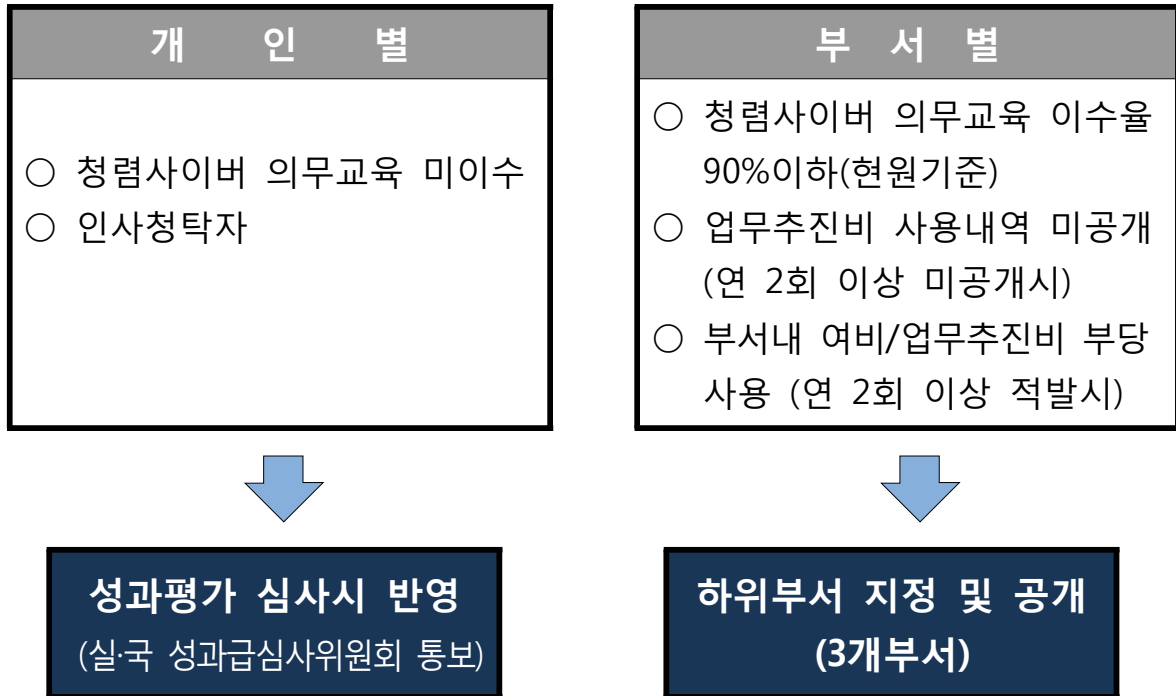 개 인 별
○ 청렴사이버 의무교육 미이수
○ 인사청탁자
성과평가 심사시 반영
(실·국 성과급심사위원회 통보)
부 서 별
○ 청렴사이버 의무교육 이수율
90%이하(현원기준)
○ 업무추진비 사용내역 미공개
(연 2회 이상 미공개시)
○ 부서내 여비/업무추진비 부당
사용 (연 2회 이상 적발시)
하위부서 지정 및 공개
(3개부서)